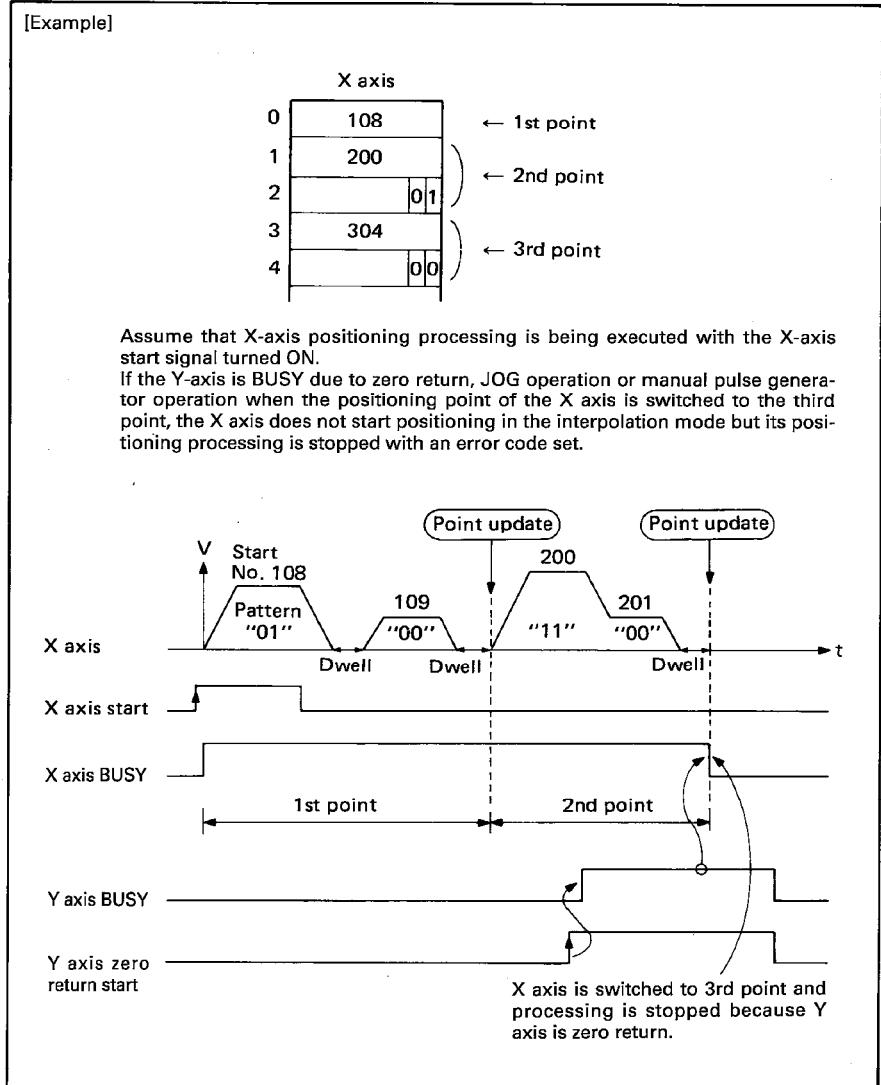 [Example]
X axis
0 108 ← 1st point
1 200
← 2nd point
2 0 1
3 304
← 3rd point
4 0 0
Assume that X-axis positioning processing is being executed with the X-axis
start signal turned ON.
If the Y-axis is BUSY due to zero return, JOG operation or manual pulse genera-
tor operation when the positioning point of the X axis is switched to the third
point, the X axis does not start positioning in the interpolation mode but its posi-
tioning processing is stopped with an error code set.
Point update Point update
V Start
No. 108
200
Pattern
"01"
109
"00"
"11"
201
"00"
X axis
t
Dwell Dwell Dwell
X axis start
X axis BUSY
1st point 2nd point
Y axis BUSY
Y axis zero
return start
X axis is switched to 3rd point and
processing is stopped because Y
axis is zero return.